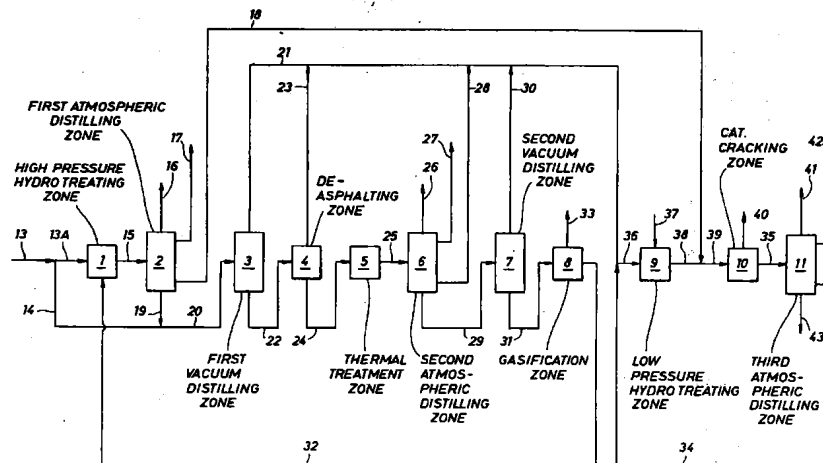 18
21
23
28
30
FIRST ATMOSPHERIC
DISTILLING
ZONE
17
HIGH PRESSURE
HYDRO TREATING
ZONE
16
DE-
ASPHALTING
ZONE
27
26
SECOND
VACUUM
DISTILLING
ZONE
CAT.
CRACKING
ZONE
42
41
13
13A
1
15
2
3
4
5
25
6
7
33
8
36
37
9
38
39
40
10
35
11
14
19
20
22
24
29
31
43
FIRST
VACUUM
DISTILLING
ZONE
THERMAL
TREATMENT
ZONE
SECOND
ATMOS-
PHERIC
DISTILLING
ZONE
GASIFICATION
ZONE
LOW
PRESSURE
HYDRO TREATING
ZONE
THIRD
ATMOS-
PHERIC
DISTILLING
ZONE
32
34